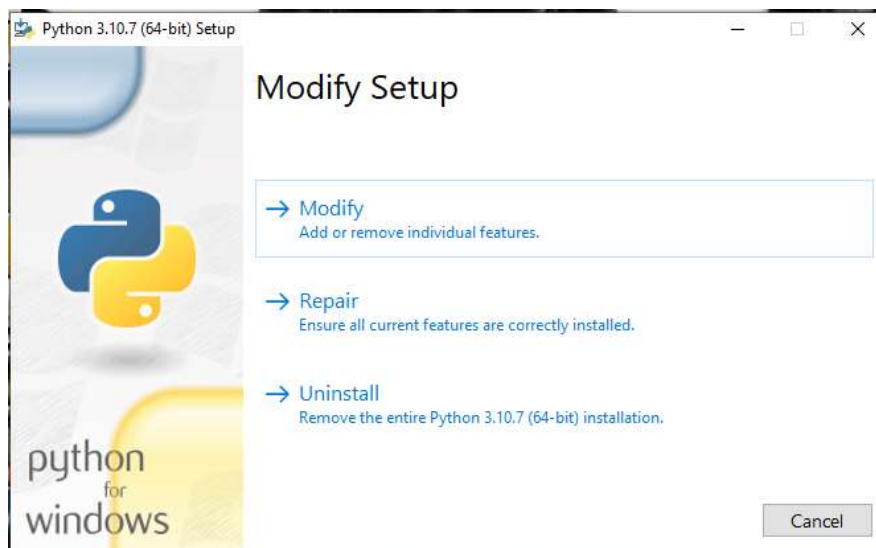 Python 3.10.7 (64-bit) Setup
Modify Setup
Modify
Add or remove individual features.
Repair
Ensure all current features are correctly installed.
Uninstall
Remove the entire Python 3.10.7 (64-bit) installation.
python
for
windows
Cancel